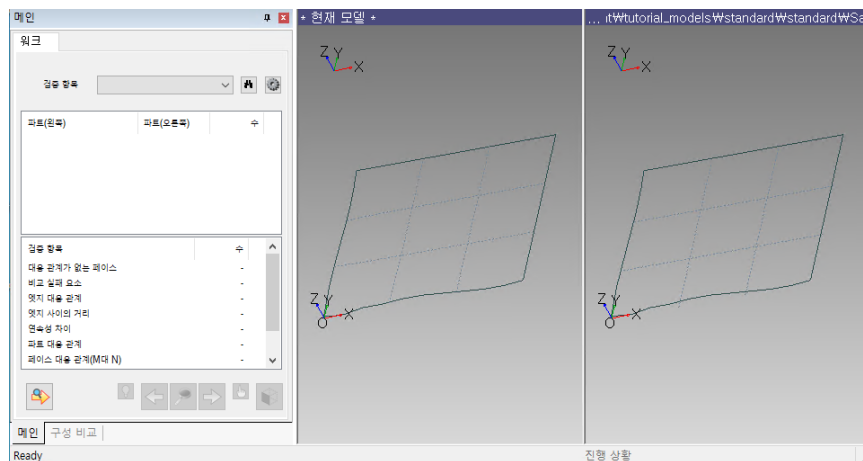 메인
워크
검증 항목
파트(왼쪽) 파트(오른쪽) 수
검증 항목 수
대응 관계가 없는 페이스 -
비교 실패 요소 -
엣지 대응 관계 -
엣지 사이의 거리 -
연속성 차이 -
파트 대응 관계 -
페이스 대응 관계(M대 N) -
메인 구성 비교
Ready
* 현재 모델 *
Z Y X
Z Y X O
... ıt₩tutorial_models₩standard₩standard₩Sa
Z Y X
Z Y X O
진행 상황